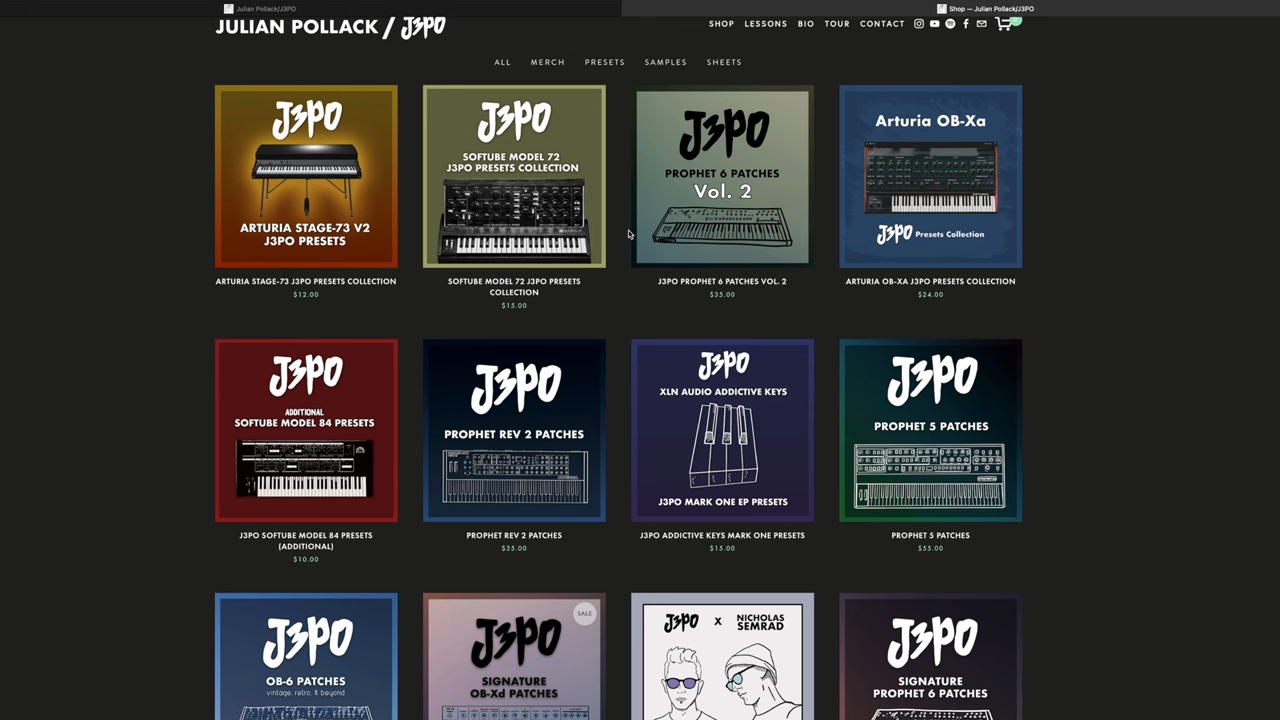 Julian Pollack/J3PO
Shop — Julian Pollack/J3PO
JULIAN POLLACK / J3PO
SHOP LESSONS BIO TOUR CONTACT
ALL MERCH PRESETS SAMPLES SHEETS
J3PO
ARTURIA STAGE-73 V2
J3PO PRESETS
ARTURIA STAGE-73 J3PO PRESETS COLLECTION
$12.00
J3PO
SOFTUBE MODEL 72
J3PO PRESETS COLLECTION
SOFTUBE MODEL 72 J3PO PRESETS
COLLECTION
$15.00
J3PO
PROPHET 6 PATCHES
Vol. 2
J3PO PROPHET 6 PATCHES VOL. 2
$35.00
Arturia OB-Xa
J3PO Presets Collection
ARTURIA OB-XA J3PO PRESETS COLLECTION
$24.00
J3PO
ADDITIONAL
SOFTUBE MODEL 84 PRESETS
J3PO SOFTUBE MODEL 84 PRESETS
(ADDITIONAL)
$10.00
J3PO
PROPHET REV 2 PATCHES
PROPHET REV 2 PATCHES
$35.00
J3PO
XLN AUDIO ADDICTIVE KEYS
J3PO MARK ONE EP PRESETS
J3PO ADDICTIVE KEYS MARK ONE PRESETS
$15.00
J3PO
PROPHET 5 PATCHES
PROPHET 5 PATCHES
$55.00
J3PO
OB-6 PATCHES
vintage, retro, & beyond
SALE
J3PO
SIGNATURE
OB-Xd PATCHES
J3PO x NICHOLAS
SEMRAD
J3PO
SIGNATURE
PROPHET 6 PATCHES